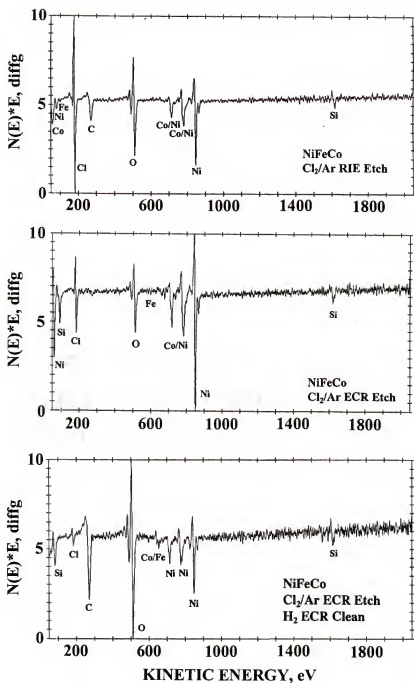 10
N(E)*E, diffg
5
0
Fe
Ni
Co
Cl
C
O
Co/Ni
Co/Ni
Ni
Si
NiFeCo
Cl₂/Ar RIE Etch
200 600 1000 1400 1800
10
N(E)*E, diffg
5
0
Si
Ni
Cl
O
Fe
Co/Ni
Ni
Si
NiFeCo
Cl₂/Ar ECR Etch
200 600 1000 1400 1800
10
N(E)*E, diffg
5
0
Si
Cl
C
O
Co/Fe
Ni
Ni
Ni
Si
NiFeCo
Cl₂/Ar ECR Etch
H₂ ECR Clean
200 600 1000 1400 1800
KINETIC ENERGY, eV